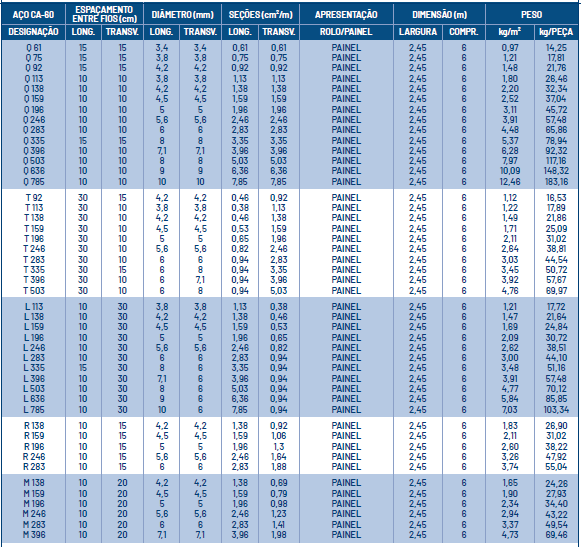 AÇO CA-60 ESPAÇAMENTO ENTRE FIOS (cm) DIÂMETRO (mm) SEÇÕES (cm²/m) APRESENTAÇÃO DIMENSÃO (m) PESO
DESIGNAÇÃO LONG. TRANSV. LONG. TRANSV. LONG. TRANSV. ROLO/PAINEL LARGURA COMPR. kg/m² kg/PEÇA
Q 61 15 15 3,4 3,4 0,61 0,61 PAINEL 2,45 6 0,97 14,25
Q 75 15 15 3,8 3,8 0,75 0,75 PAINEL 2,45 6 1,21 17,81
Q 92 15 15 4,2 4,2 0,92 0,92 PAINEL 2,45 6 1,48 21,76
Q 113 10 10 3,8 3,8 1,13 1,13 PAINEL 2,45 6 1,80 26,46
Q 138 10 10 4,2 4,2 1,38 1,38 PAINEL 2,45 6 2,20 32,34
Q 159 10 10 4,5 4,5 1,59 1,59 PAINEL 2,45 6 2,52 37,04
Q 196 10 10 5 5 1,96 1,96 PAINEL 2,45 6 3,11 45,72
Q 246 10 10 5,6 5,6 2,46 2,46 PAINEL 2,45 6 3,91 57,48
Q 283 10 10 6 6 2,83 2,83 PAINEL 2,45 6 4,48 65,86
Q 335 15 15 8 8 3,35 3,35 PAINEL 2,45 6 5,37 78,94
Q 396 10 10 7,1 7,1 3,96 3,96 PAINEL 2,45 6 6,28 92,32
Q 503 10 10 8 8 5,03 5,03 PAINEL 2,45 6 7,97 117,16
Q 636 10 10 9 9 6,36 6,36 PAINEL 2,45 6 10,09 148,32
Q 785 10 10 10 10 7,85 7,85 PAINEL 2,45 6 12,46 183,16
T 92 30 15 4,2 4,2 0,46 0,92 PAINEL 2,45 6 1,12 16,53
T 113 30 10 3,8 3,8 0,38 1,13 PAINEL 2,45 6 1,22 17,89
T 138 30 10 4,2 4,2 0,46 1,38 PAINEL 2,45 6 1,49 21,86
T 159 30 10 4,5 4,5 0,53 1,59 PAINEL 2,45 6 1,71 25,09
T 196 30 10 5 5 0,65 1,96 PAINEL 2,45 6 2,11 31,02
T 246 30 10 5,6 5,6 0,82 2,46 PAINEL 2,45 6 2,64 38,81
T 283 30 10 6 6 0,94 2,83 PAINEL 2,45 6 3,03 44,54
T 335 30 15 6 8 0,94 3,35 PAINEL 2,45 6 3,45 50,72
T 396 30 10 6 7,1 0,94 3,96 PAINEL 2,45 6 3,92 57,67
T 503 30 10 6 8 0,94 5,03 PAINEL 2,45 6 4,76 69,97
L 113 10 30 3,8 3,8 1,13 0,38 PAINEL 2,45 6 1,21 17,72
L 138 10 30 4,2 4,2 1,38 0,46 PAINEL 2,45 6 1,47 21,64
L 159 10 30 4,5 4,5 1,59 0,53 PAINEL 2,45 6 1,69 24,84
L 196 10 30 5 5 1,96 0,65 PAINEL 2,45 6 2,09 30,72
L 246 10 30 5,6 5,6 2,46 0,82 PAINEL 2,45 6 2,62 38,51
L 283 10 30 6 6 2,83 0,94 PAINEL 2,45 6 3,00 44,10
L 335 15 30 8 6 3,35 0,94 PAINEL 2,45 6 3,48 51,16
L 396 10 30 7,1 6 3,96 0,94 PAINEL 2,45 6 3,91 57,48
L 503 10 30 8 6 5,03 0,94 PAINEL 2,45 6 4,77 70,12
L 636 10 30 9 6 6,36 0,94 PAINEL 2,45 6 5,84 85,85
L 785 10 30 10 6 7,85 0,94 PAINEL 2,45 6 7,03 103,34
R 138 10 15 4,2 4,2 1,38 0,92 PAINEL 2,45 6 1,83 26,90
R 159 10 15 4,5 4,5 1,59 1,06 PAINEL 2,45 6 2,11 31,02
R 196 10 15 5 5 1,96 1,3 PAINEL 2,45 6 2,60 38,22
R 246 10 15 5,6 5,6 2,46 1,64 PAINEL 2,45 6 3,26 47,92
R 283 10 15 6 6 2,83 1,88 PAINEL 2,45 6 3,74 55,04
M 138 10 20 4,2 4,2 1,38 0,69 PAINEL 2,45 6 1,65 24,26
M 159 10 20 4,5 4,5 1,59 0,79 PAINEL 2,45 6 1,90 27,93
M 196 10 20 5 5 1,96 0,98 PAINEL 2,45 6 2,34 34,40
M 246 10 20 5,6 5,6 2,46 1,23 PAINEL 2,45 6 2,94 43,22
M 283 10 20 6 6 2,83 1,41 PAINEL 2,45 6 3,37 49,54
M 396 10 20 7,1 7,1 3,96 1,98 PAINEL 2,45 6 4,73 69,46